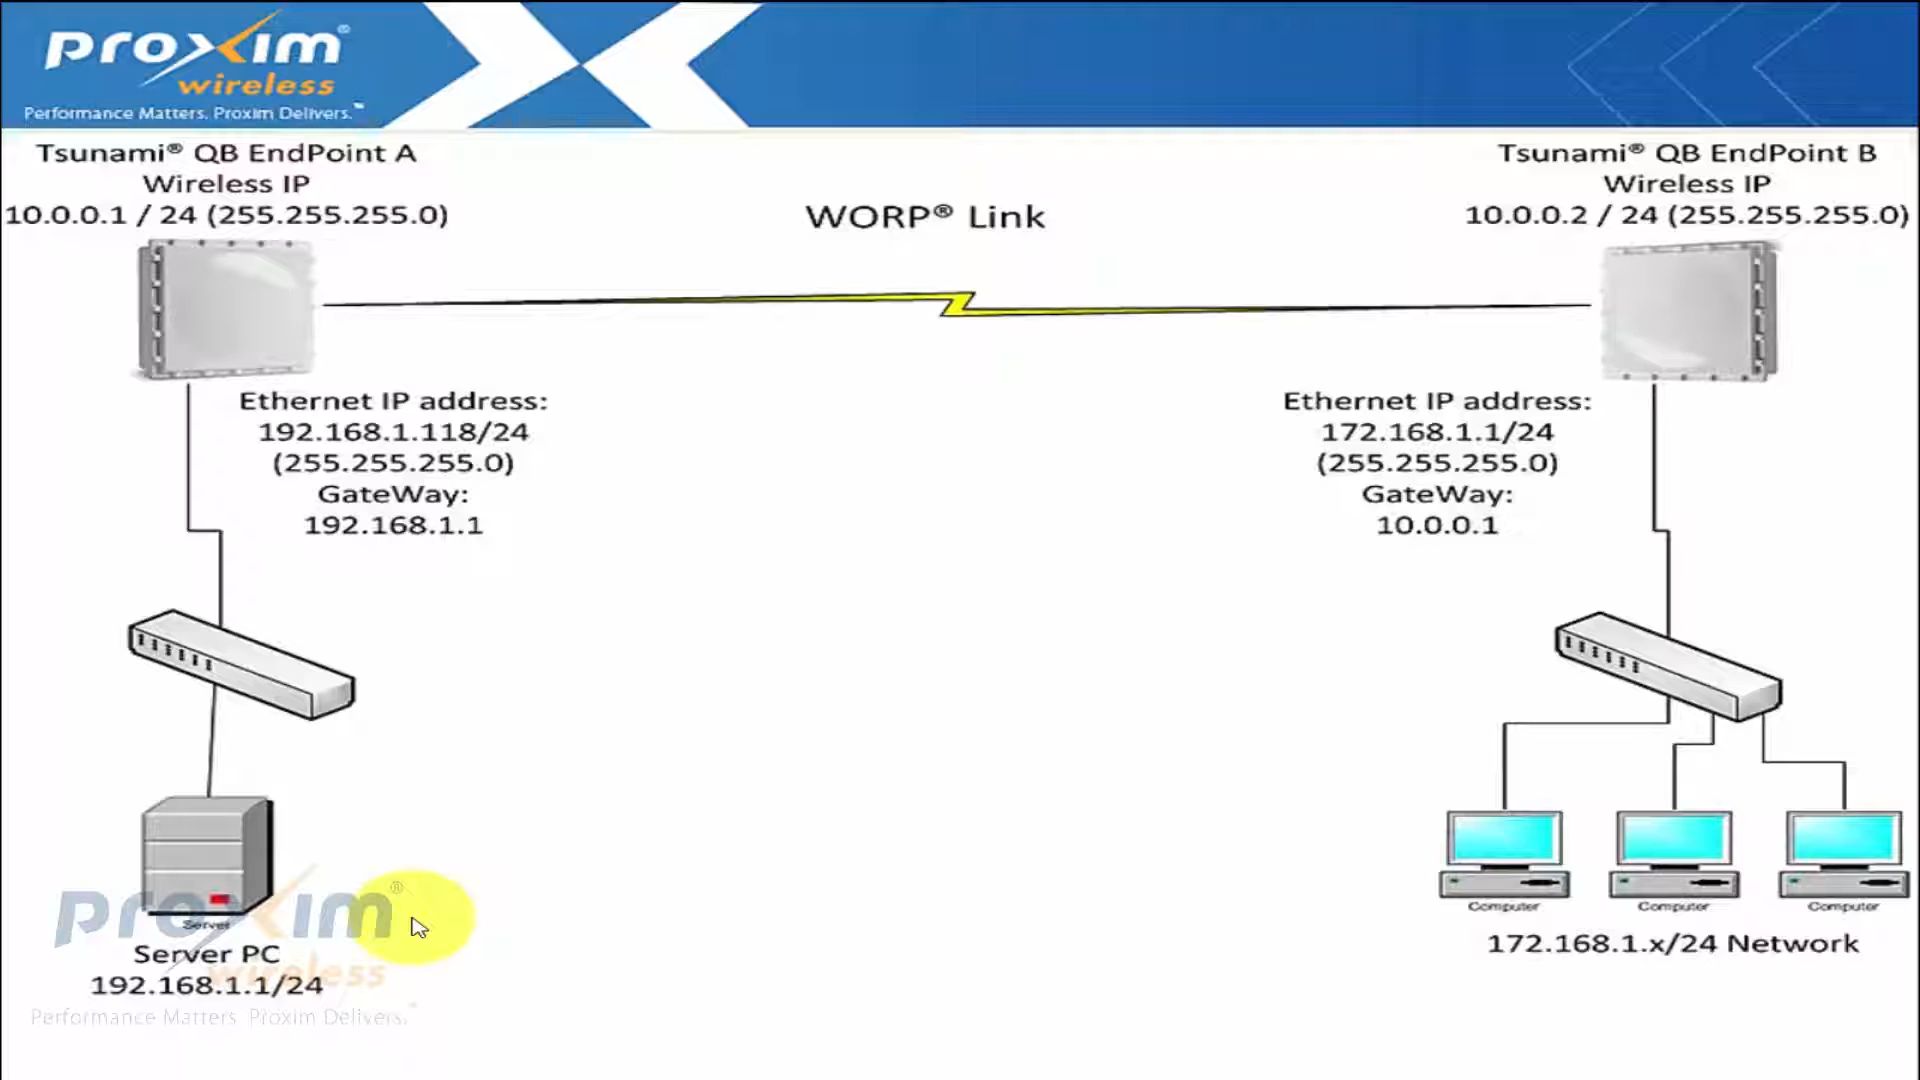 proxim®
wireless
Performance Matters. Proxim Delivers.™
Tsunami® QB EndPoint A
Wireless IP
10.0.0.1 / 24 (255.255.255.0)
WORP® Link
Tsunami® QB EndPoint B
Wireless IP
10.0.0.2 / 24 (255.255.255.0)
Ethernet IP address:
192.168.1.118/24
(255.255.255.0)
GateWay:
192.168.1.1
Ethernet IP address:
172.168.1.1/24
(255.255.255.0)
GateWay:
10.0.0.1
Server
Server PC
192.168.1.1/24
Computer
Computer
Computer
172.168.1.x/24 Network
proxim®
wireless
Performance Matters. Proxim Delivers.